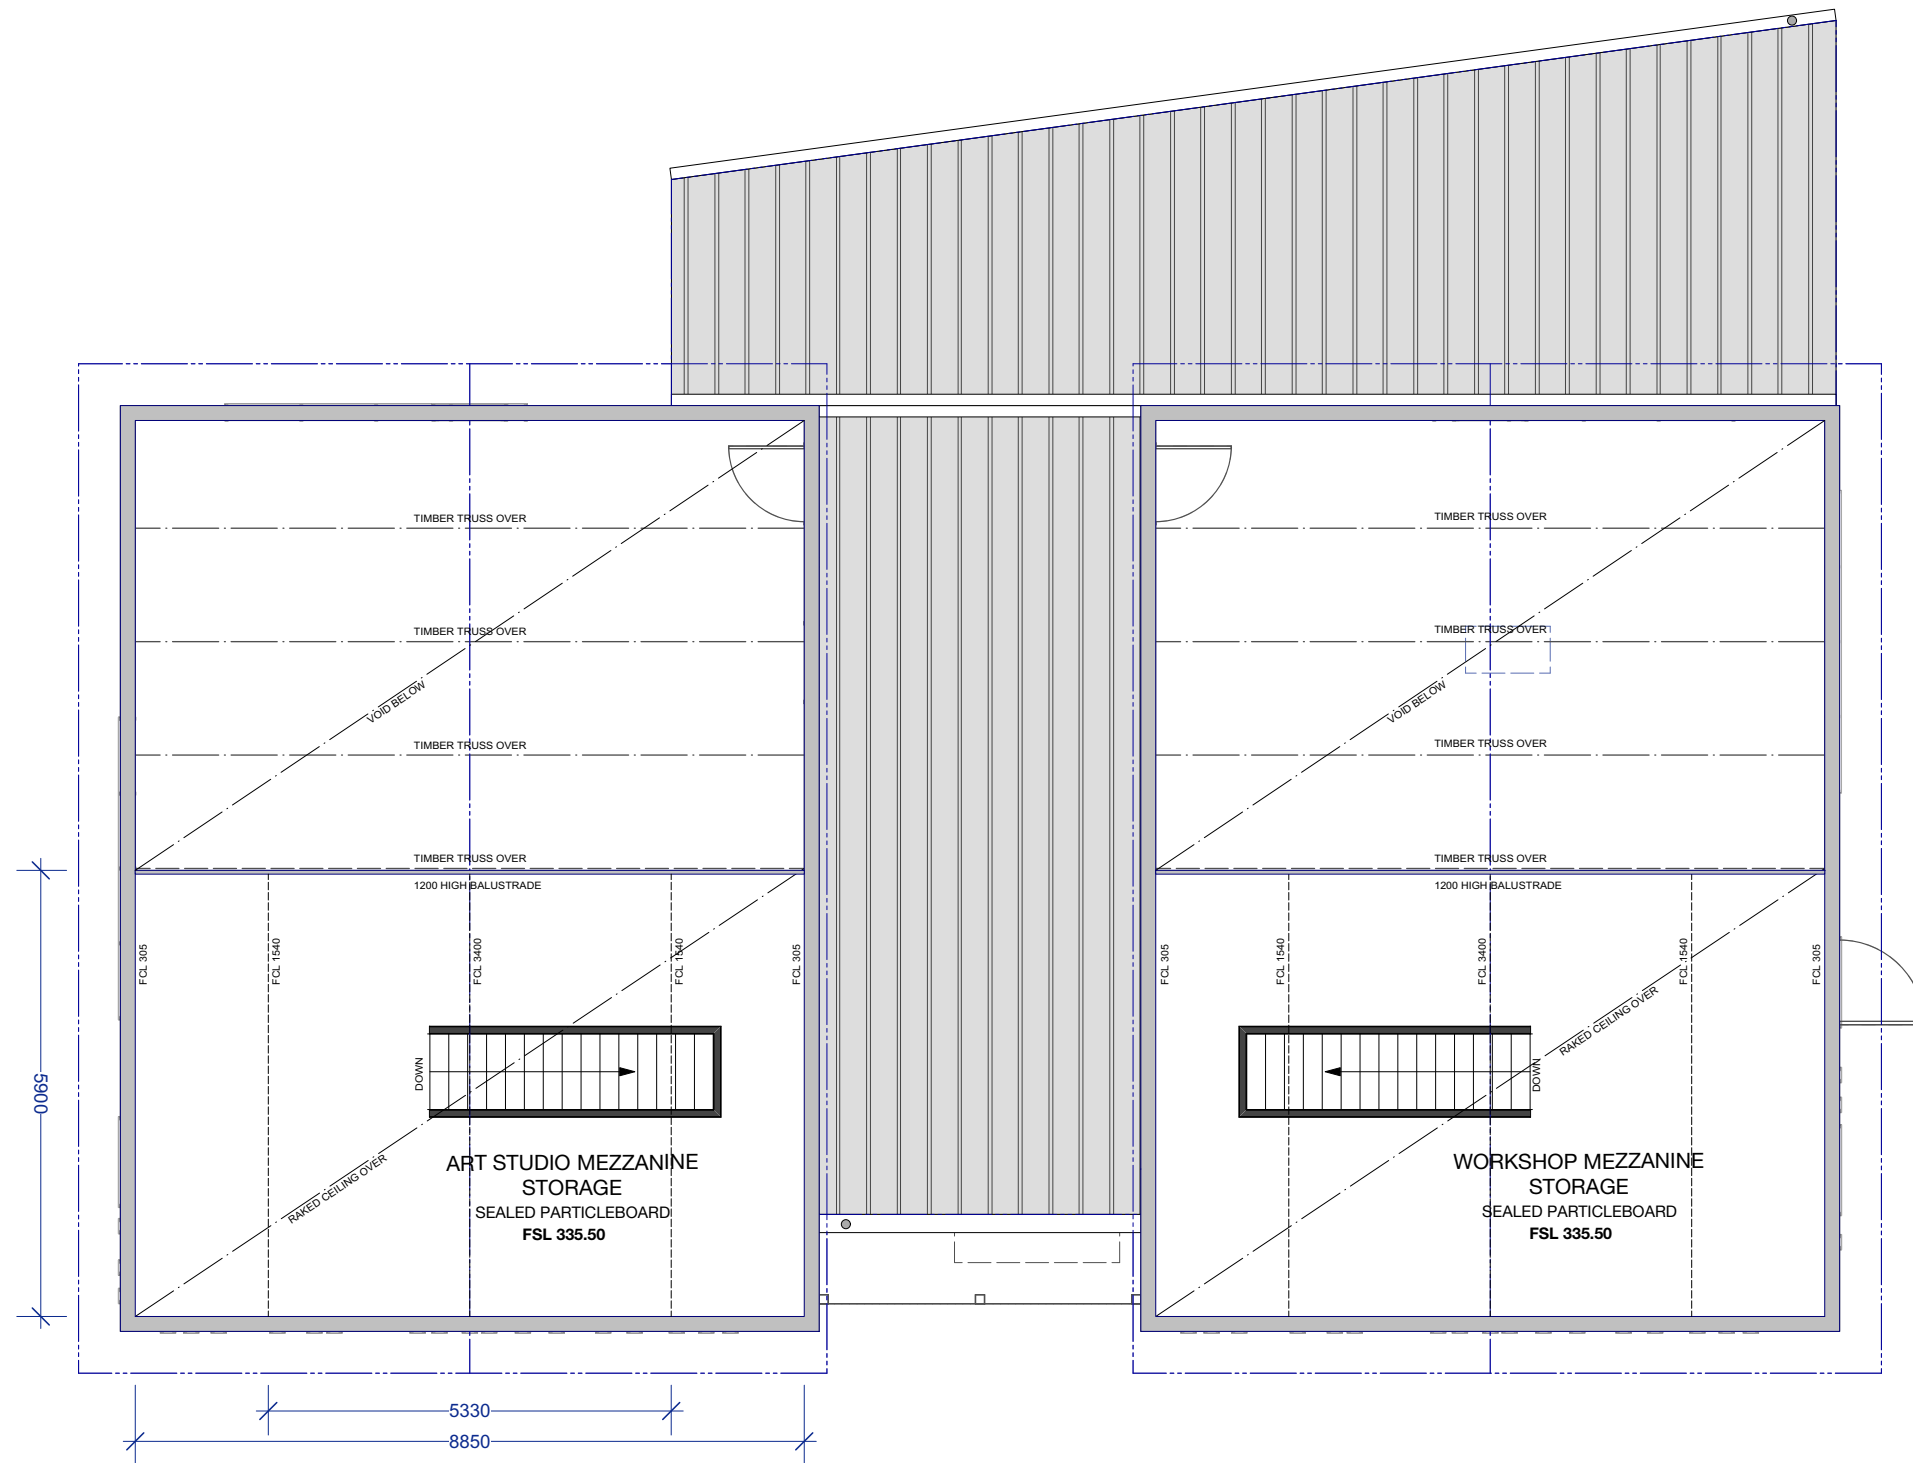 TIMBER TRUSS OVER
TIMBER TRUSS OVER
TIMBER TRUSS OVER
TIMBER TRUSS OVER
VOID BELOW
VOID BELOW
TIMBER TRUSS OVER
TIMBER TRUSS OVER
TIMBER TRUSS OVER
TIMBER TRUSS OVER
1200 HIGH BALUSTRADE
1200 HIGH BALUSTRADE
FCL 305
FCL 1540
FCL 3400
FCL 1540
FCL 305
FCL 305
FCL 1540
FCL 3400
FCL 1540
FCL 305
RAKED CEILING OVER
DOWN
DOWN
5900
RAKED CEILING OVER
ART STUDIO MEZZANINE
STORAGE
SEALED PARTICLEBOARD
FSL 335.50
WORKSHOP MEZZANINE
STORAGE
SEALED PARTICLEBOARD
FSL 335.50
5330
8850